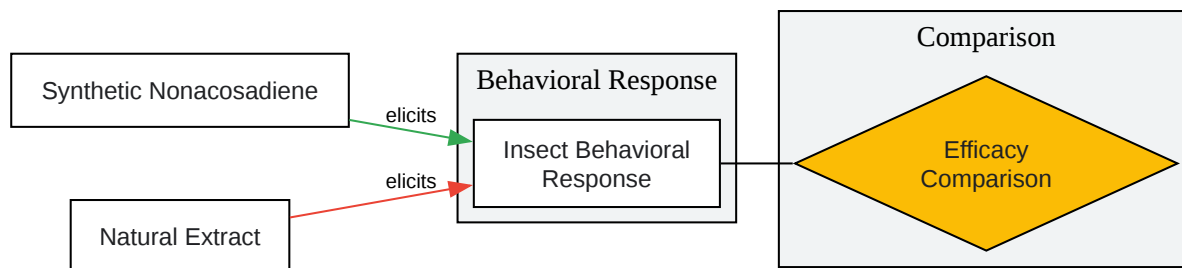 Synthetic Nonacosadiene
elicits
Natural Extract
elicits
Behavioral Response
Insect Behavioral
Response
Comparison
Efficacy
Comparison